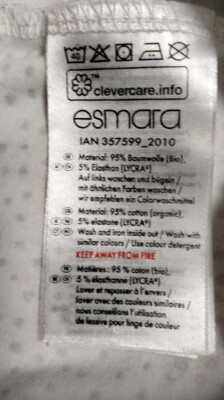 40
clevercare.info
esmara
IAN 357599_2010
Material: 95% Baumwolle (Bio),
5% Elasthan (LYCRA®)
Auf links waschen und bügeln /
mit ähnlichen Farben waschen /
wir empfehlen ein Colorwaschmittel
Material: 95% cotton (organic),
5% elastane (LYCRA®)
Wash and iron inside out / Wash with
similar colours / Use colour detergent
KEEP AWAY FROM FIRE
Matières : 95 % coton (bio),
5 % élasthanne (LYCRA®)
Laver et repasser à l'envers /
laver avec des couleurs similaires /
nous conseillons l'utilisation
de lessive pour linge de couleur